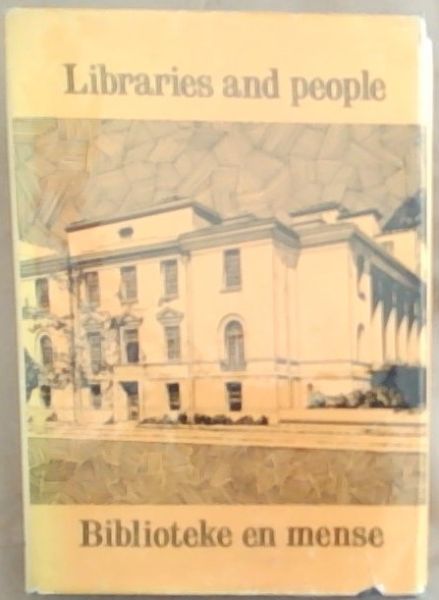 Libraries and people
Biblioteke en mense